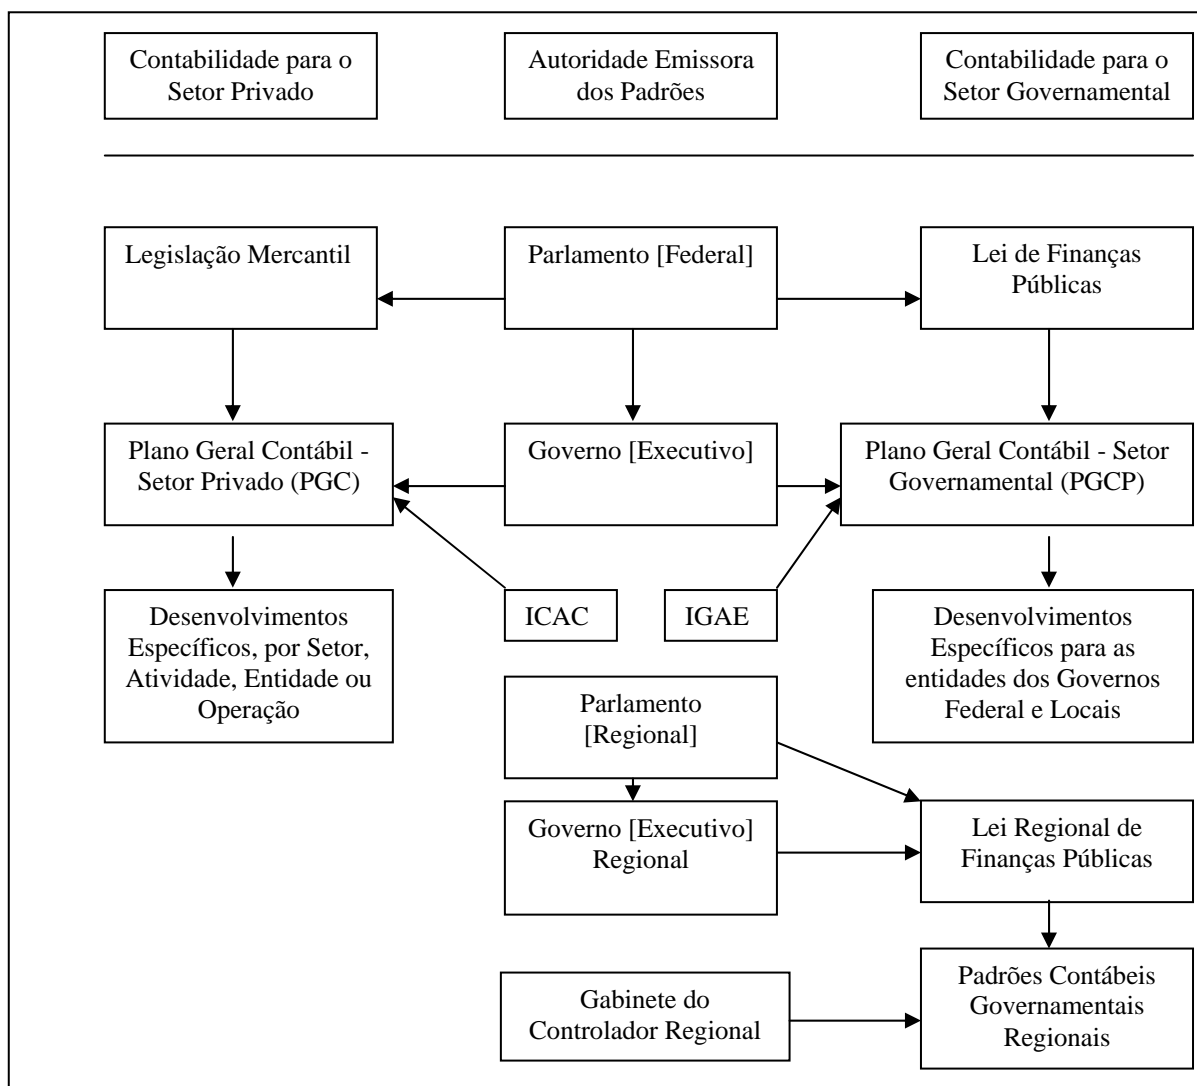 Contabilidade para o
Setor Privado
Autoridade Emissora
dos Padrões
Contabilidade para o
Setor Governamental
Legislação Mercantil
Parlamento [Federal]
Lei de Finanças
Públicas
Plano Geral Contábil -
Setor Privado (PGC)
Governo [Executivo]
Plano Geral Contábil - Setor
Governamental (PGCP)
Desenvolvimentos
Específicos, por Setor,
Atividade, Entidade ou
Operação
ICAC
IGAE
Desenvolvimentos
Específicos para as
entidades dos Governos
Federal e Locais
Parlamento
[Regional]
Governo [Executivo]
Regional
Lei Regional de
Finanças Públicas
Gabinete do
Controlador Regional
Padrões Contábeis
Governamentais
Regionais